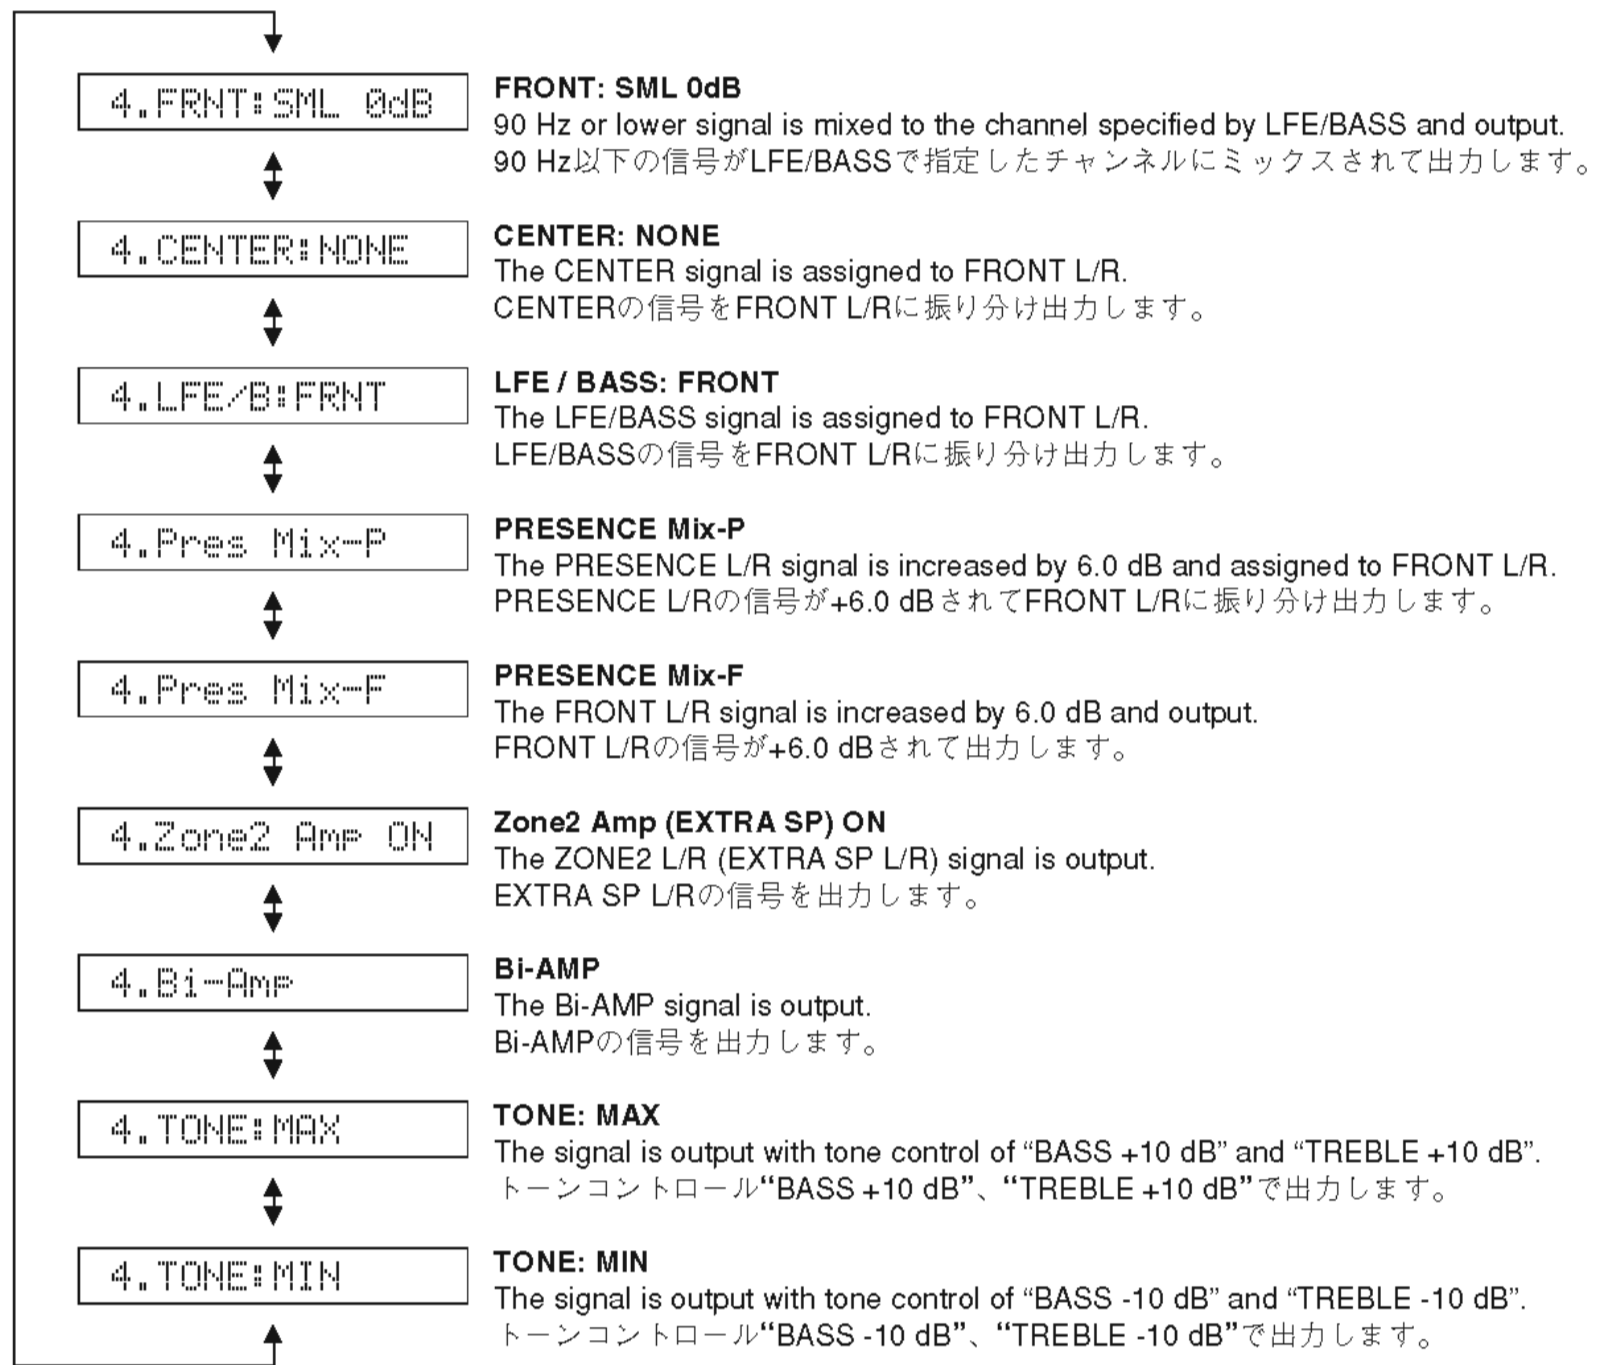 4.FRNT:SML 0dB
FRONT: SML 0dB
90 Hz or lower signal is mixed to the channel specified by LFE/BASS and output.
90 Hz以下の信号がLFE/BASSで指定したチャンネルにミックスされて出力します。
4.CENTER:NONE
CENTER: NONE
The CENTER signal is assigned to FRONT L/R.
CENTERの信号をFRONT L/Rに振り分け出力します。
4.LFE/B:FRNT
LFE / BASS: FRONT
The LFE/BASS signal is assigned to FRONT L/R.
LFE/BASSの信号をFRONT L/Rに振り分け出力します。
4.Pres Mix-P
PRESENCE Mix-P
The PRESENCE L/R signal is increased by 6.0 dB and assigned to FRONT L/R.
PRESENCE L/Rの信号が+6.0 dBされてFRONT L/Rに振り分け出力します。
4.Pres Mix-F
PRESENCE Mix-F
The FRONT L/R signal is increased by 6.0 dB and output.
FRONT L/Rの信号が+6.0 dBされて出力します。
4.Zone2 Amp ON
Zone2 Amp (EXTRA SP) ON
The ZONE2 L/R (EXTRA SP L/R) signal is output.
EXTRA SP L/Rの信号を出力します。
4.Bi-Amp
Bi-AMP
The Bi-AMP signal is output.
Bi-AMPの信号を出力します。
4.TONE:MAX
TONE: MAX
The signal is output with tone control of “BASS +10 dB” and “TREBLE +10 dB”.
トーンコントロール“BASS +10 dB”、“TREBLE +10 dB”で出力します。
4.TONE:MIN
TONE: MIN
The signal is output with tone control of “BASS -10 dB” and “TREBLE -10 dB”.
トーンコントロール“BASS -10 dB”、“TREBLE -10 dB”で出力します。